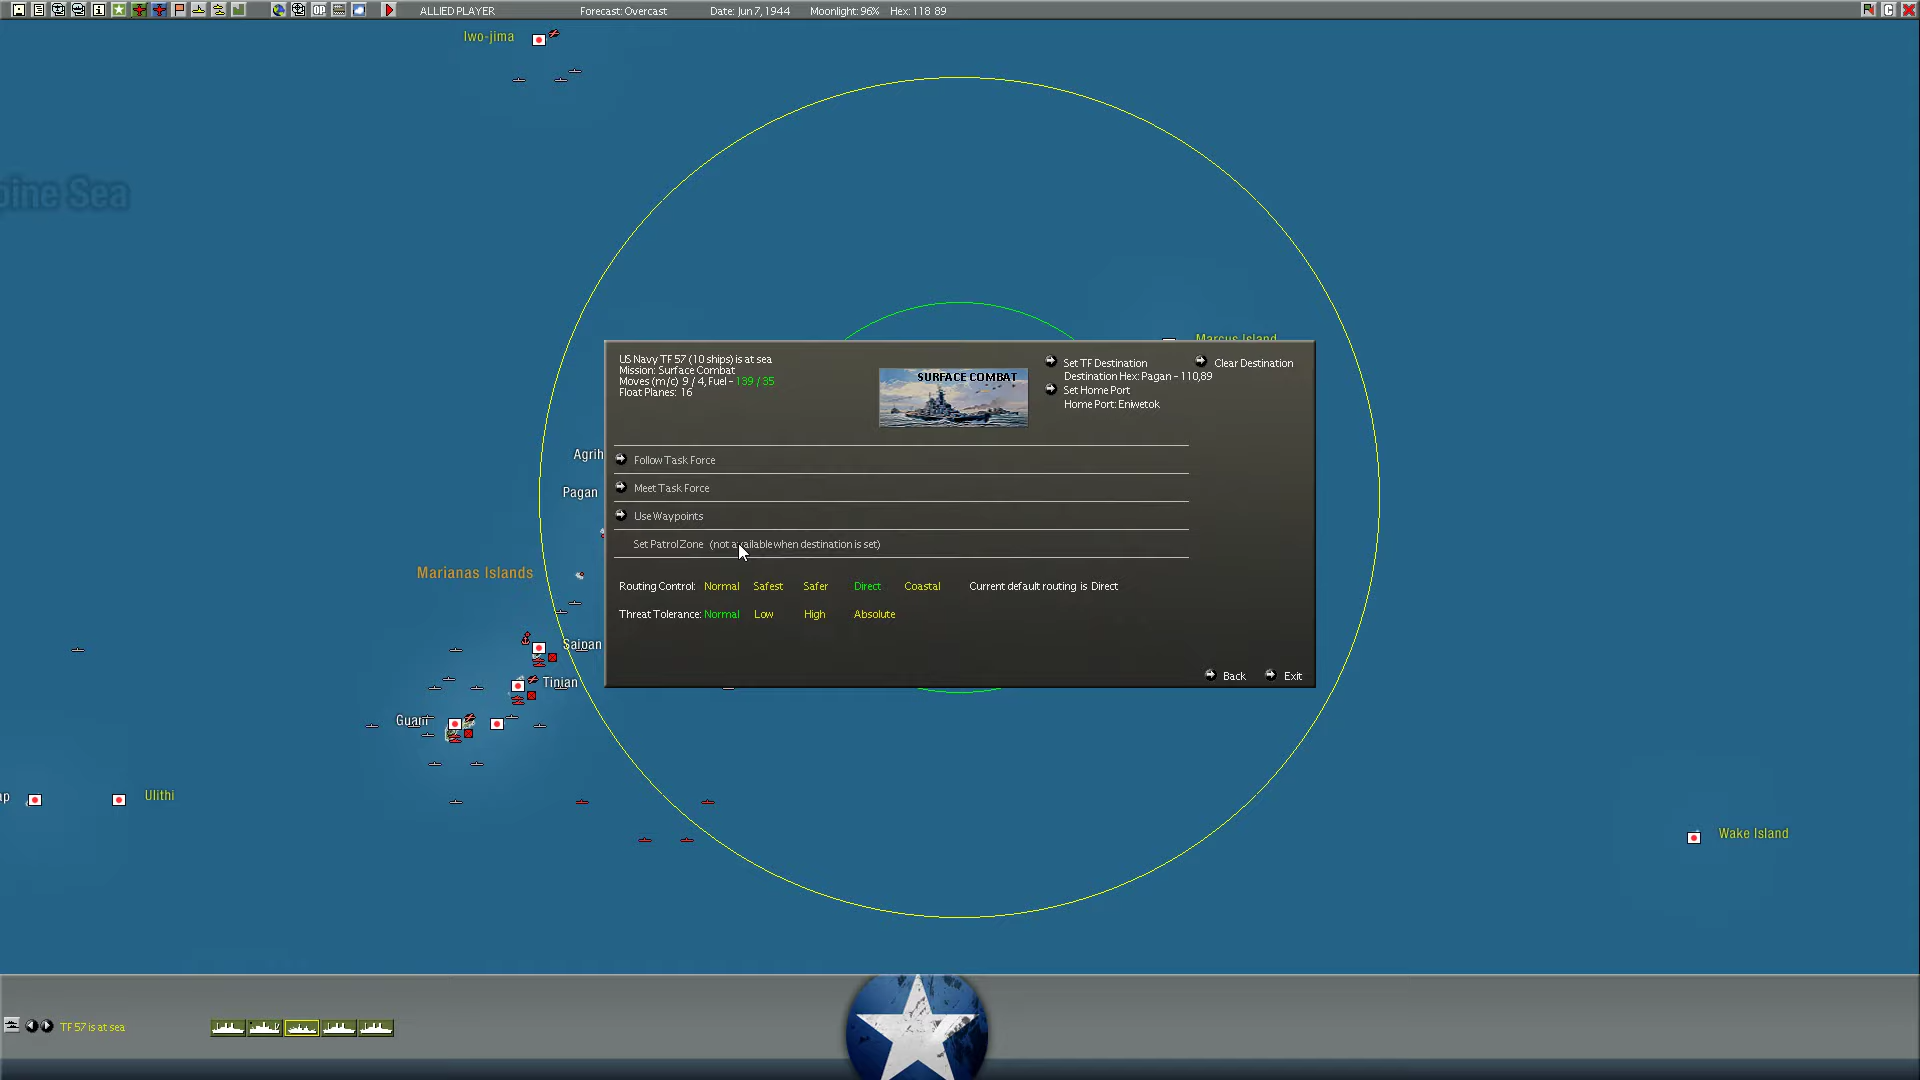 ALLIED PLAYER
Forecast: Overcast
Date: Jun 7, 1944
Moonlight: 96%
Hex: 118 89
OP
C
Iwo-jima
pine Sea
Marcus Island
US Navy TF 57 (10 ships) is at sea
Mission: Surface Combat
Moves (m/c) 9 / 4, Fuel - 139 / 35
Float Planes: 16
SURFACE COMBAT
Set TF Destination
Clear Destination
Destination Hex: Pagan - 110,89
Set Home Port
Home Port: Eniwetok
Follow Task Force
Meet Task Force
Use Waypoints
Set Patrol Zone (not available when destination is set)
Routing Control: Normal Safest Safer Direct Coastal Current default routing is Direct
Threat Tolerance: Normal Low High Absolute
Back
Exit
Agrih
Pagan
Marianas Islands
Saipan
Tinian
Guam
ap
Ulithi
Wake Island
TF 57 is at sea